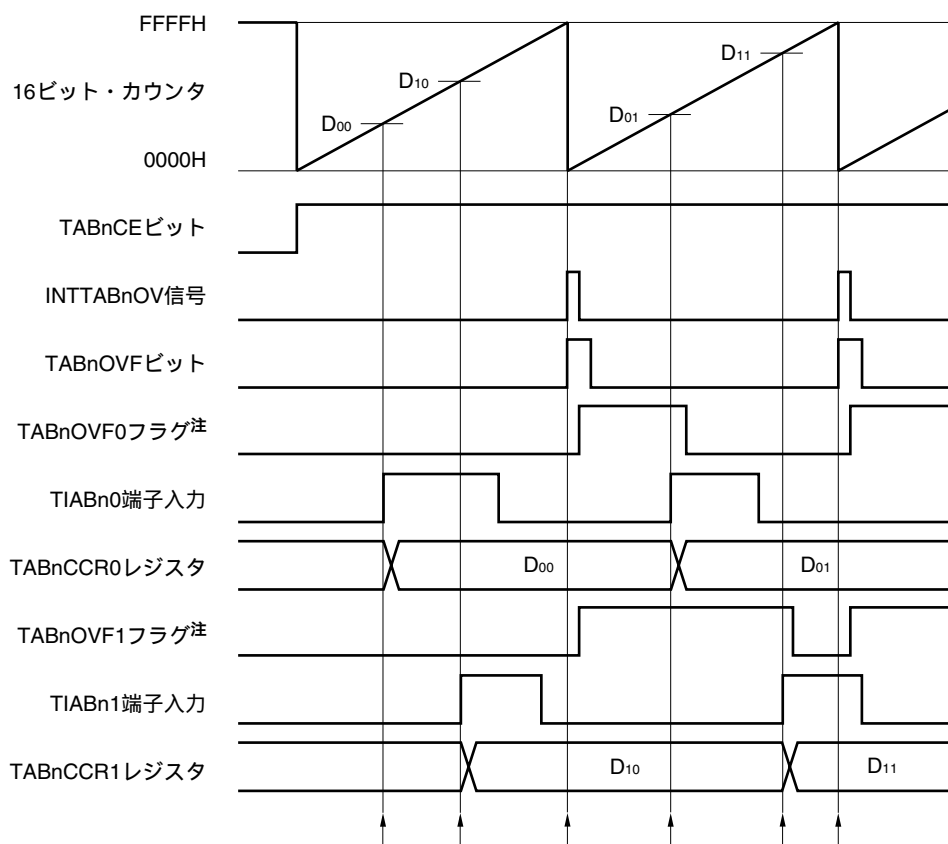 FFFFH
D10
D11
16ビット・カウンタ
D00
D01
0000H
TABnCEビット
INTTABnOV信号
TABnOVFビット
TABnOVF0フラグ注
TIABn0端子入力
TABnCCR0レジスタ
D00
D01
TABnOVF1フラグ注
TIABn1端子入力
TABnCCR1レジスタ
D10
D11